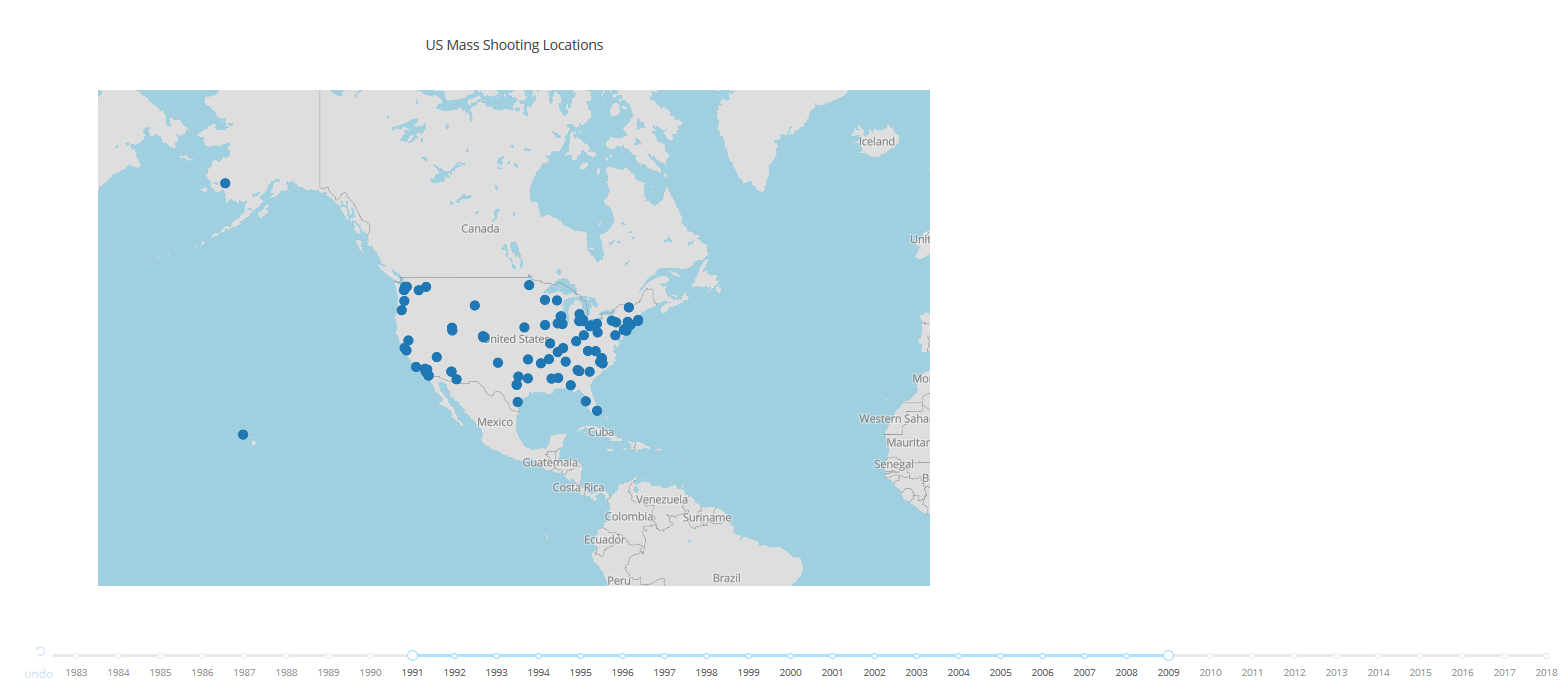 US Mass Shooting Locations
Iceland
Canada
Unit
United States
Mor
Mexico
Western Saha
Cuba
Mauritan
Guatemala
Senegal
B
Costa Rica
Venezuela
Colombia
Suriname
Ecuador
Peru
Brazil
undo
1983 1984 1985 1986 1987 1988 1989 1990 1991 1992 1993 1994 1995 1996 1997 1998 1999 2000 2001 2002 2003 2004 2005 2006 2007 2008 2009 2010 2011 2012 2013 2014 2015 2016 2017 2018